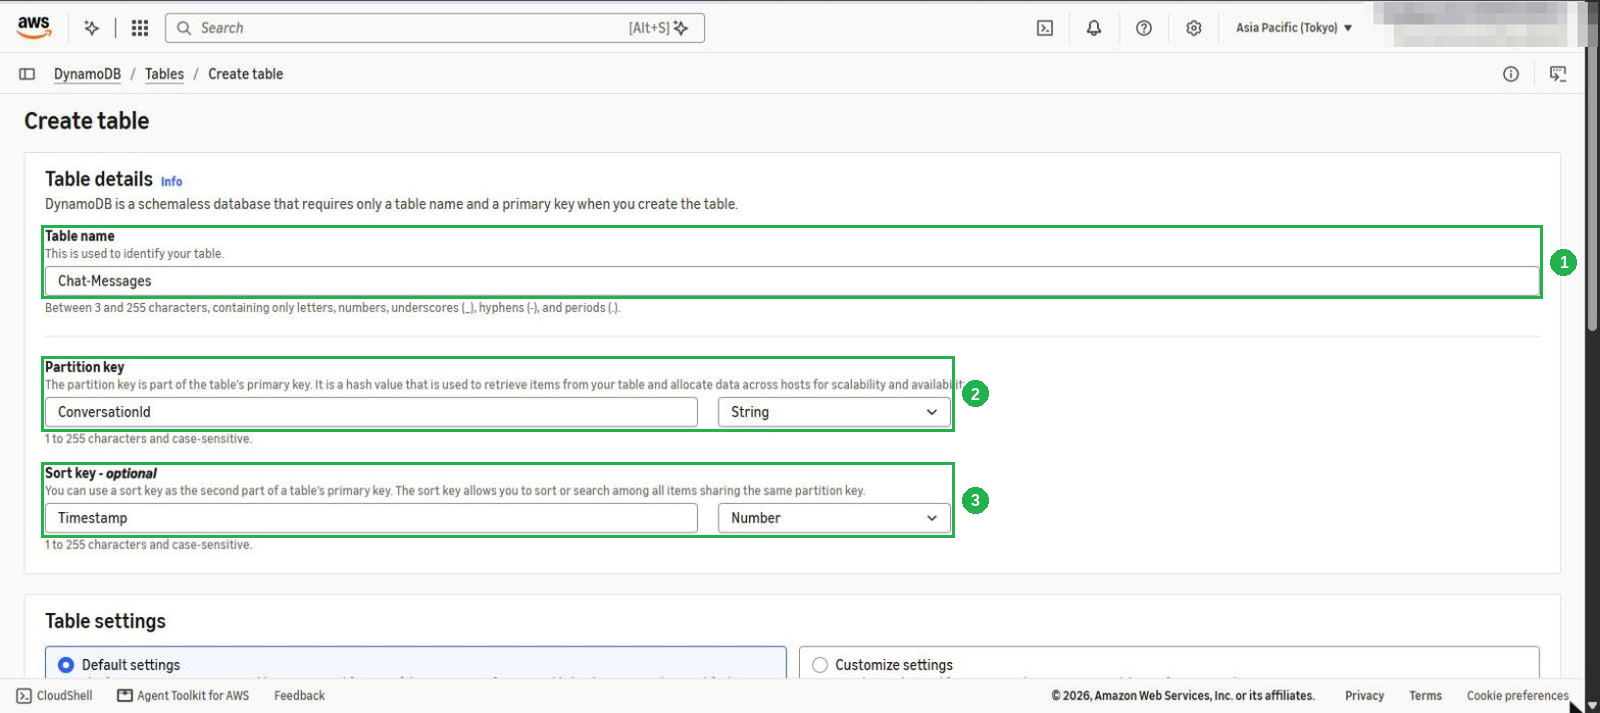 aws
Search [Alt+S]
Asia Pacific (Tokyo) ▼
DynamoDB / Tables / Create table
Create table
Table details Info
DynamoDB is a schemaless database that requires only a table name and a primary key when you create the table.
Table name
This is used to identify your table.
Chat-Messages
1
Between 3 and 255 characters, containing only letters, numbers, underscores (_), hyphens (-), and periods (.).
Partition key
The partition key is part of the table's primary key. It is a hash value that is used to retrieve items from your table and allocate data across hosts for scalability and
ConversationId String
2
1 to 255 characters and case-sensitive.
Sort key - optional
You can use a sort key as the second part of a table's primary key. The sort key allows you to sort or search among all items sharing the same partition key.
Timestamp Number
3
1 to 255 characters and case-sensitive.
Table settings
Default settings
Customize settings
CloudShell Agent Toolkit for AWS Feedback © 2026, Amazon Web Services, Inc. or its affiliates. Privacy Terms Cookie preferences